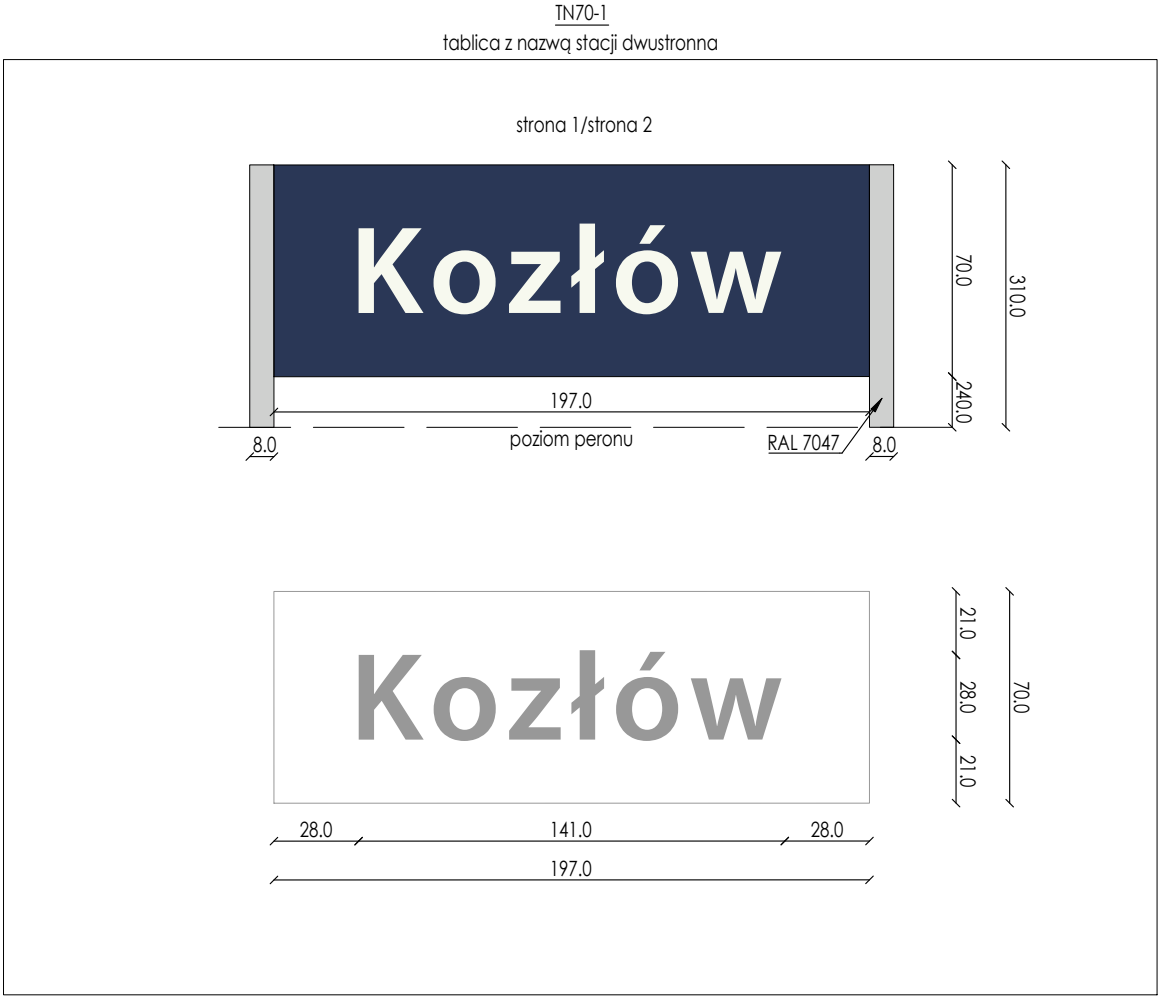 TN70-1
tablica z nazwą stacji dwustronna
strona 1/strona 2
Kozłów
70.0
310.0
240.0
197.0
poziom peronu
RAL 7047
8.0
8.0
Kozłów
21.0
28.0
21.0
70.0
28.0
141.0
28.0
197.0